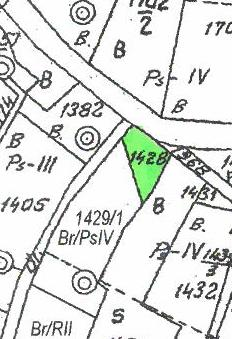 1102
2
170
B.
B
Ps-IV
B
B
1382
B.
B
Ps-III
1428
1405
1431
B
B.
1429/1
Br/PsIV
Ps-IV
3
1432
S
Br/RII